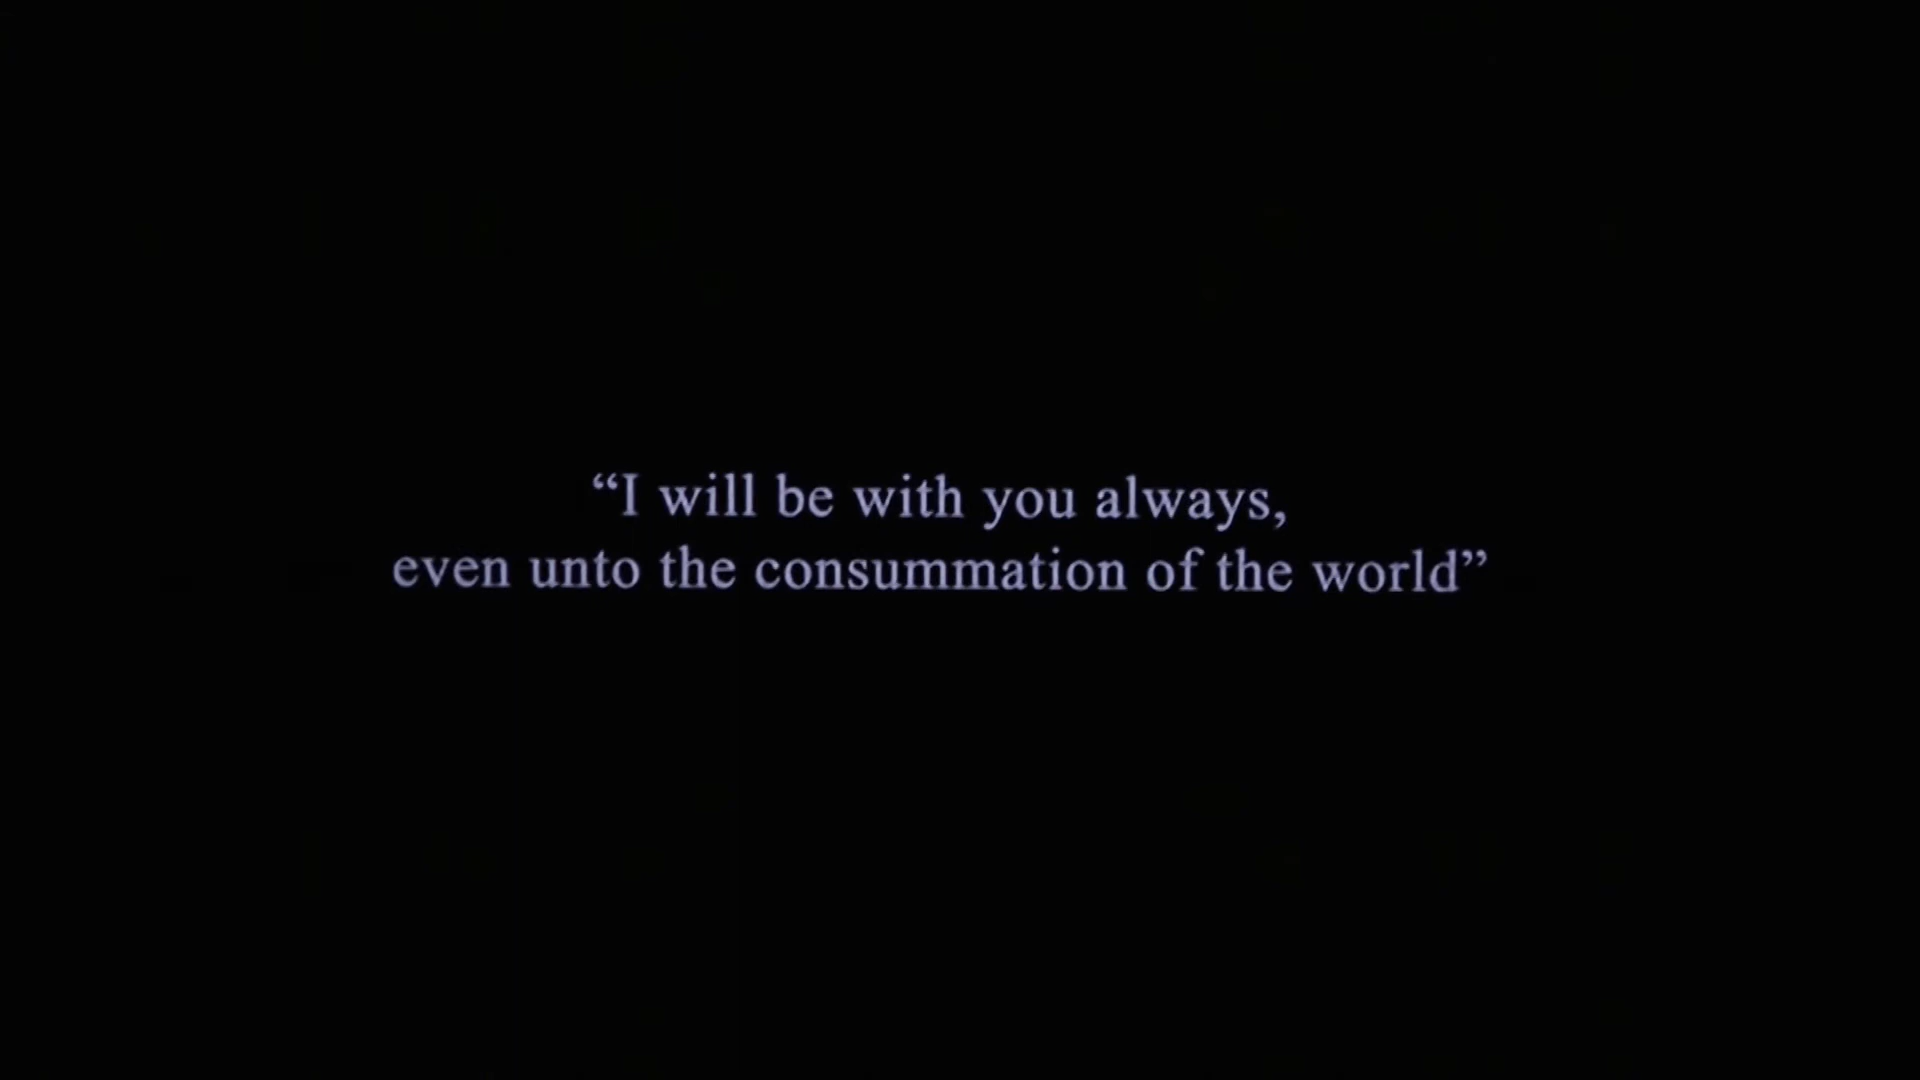 “I will be with you always,
even unto the consummation of the world”